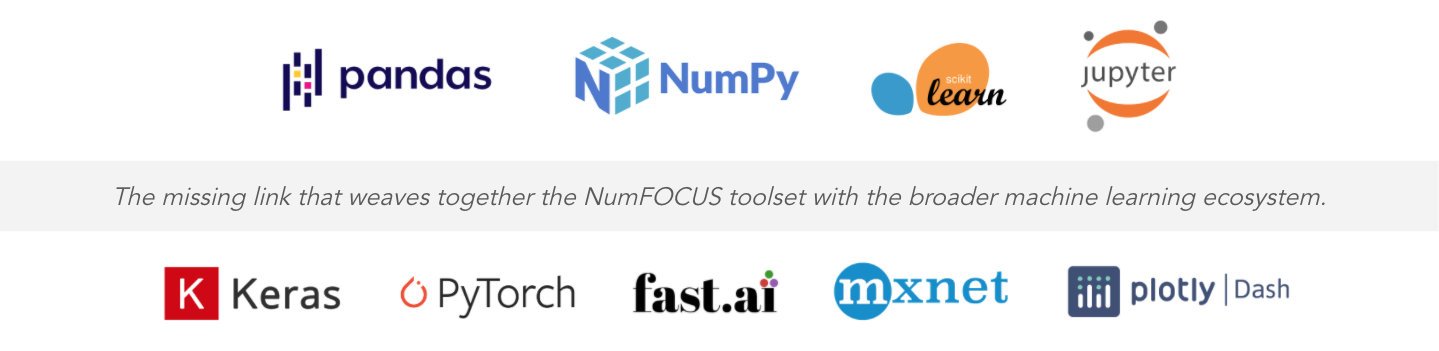 pandas
NumPy
scikit
learn
jupyter
The missing link that weaves together the NumFOCUS toolset with the broader machine learning ecosystem.
K Keras
PyTorch
fast.ai
mxnet
plotly | Dash